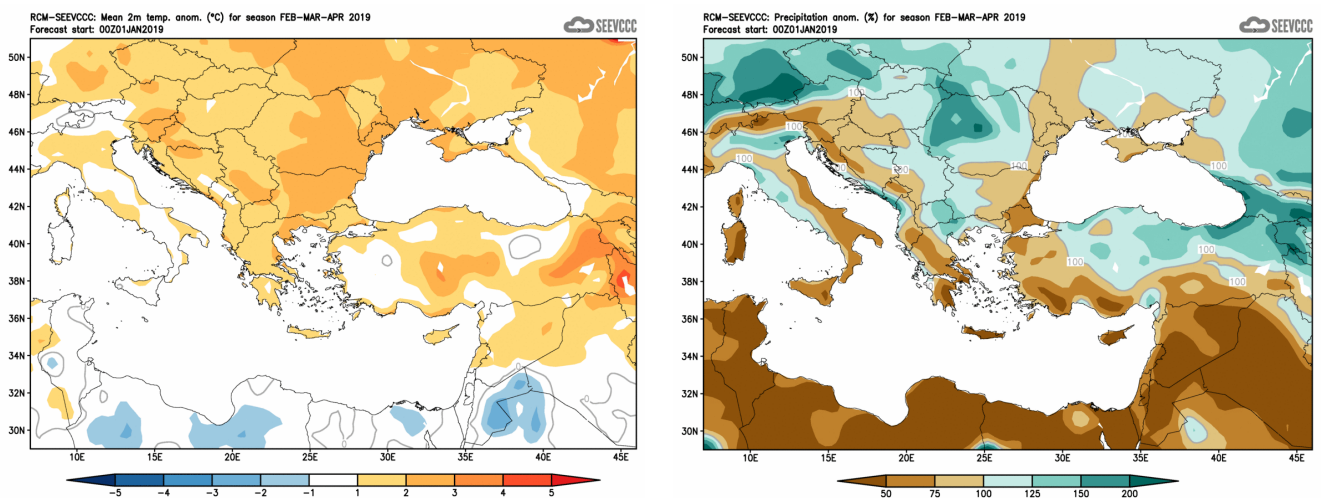 RCM-SEEVCCC: Mean 2m temp. anom. (°C) for season FEB-MAR-APR 2019
Forecast start: 00Z01JAN2019
SEEVCCC
50N
48N
46N
44N
42N
40N
38N
36N
34N
32N
30N
10E 15E 20E 25E 30E 35E 40E 45E
-5 -4 -3 -2 -1 1 2 3 4 5
RCM-SEEVCCC: Precipitation anom. (%) for season FEB-MAR-APR 2019
Forecast start: 00Z01JAN2019
SEEVCCC
50N
48N
46N
44N
42N
40N
38N
36N
34N
32N
30N
100
100
100
100
100
100
100
100
100
10E 15E 20E 25E 30E 35E 40E 45E
50 75 100 125 150 200